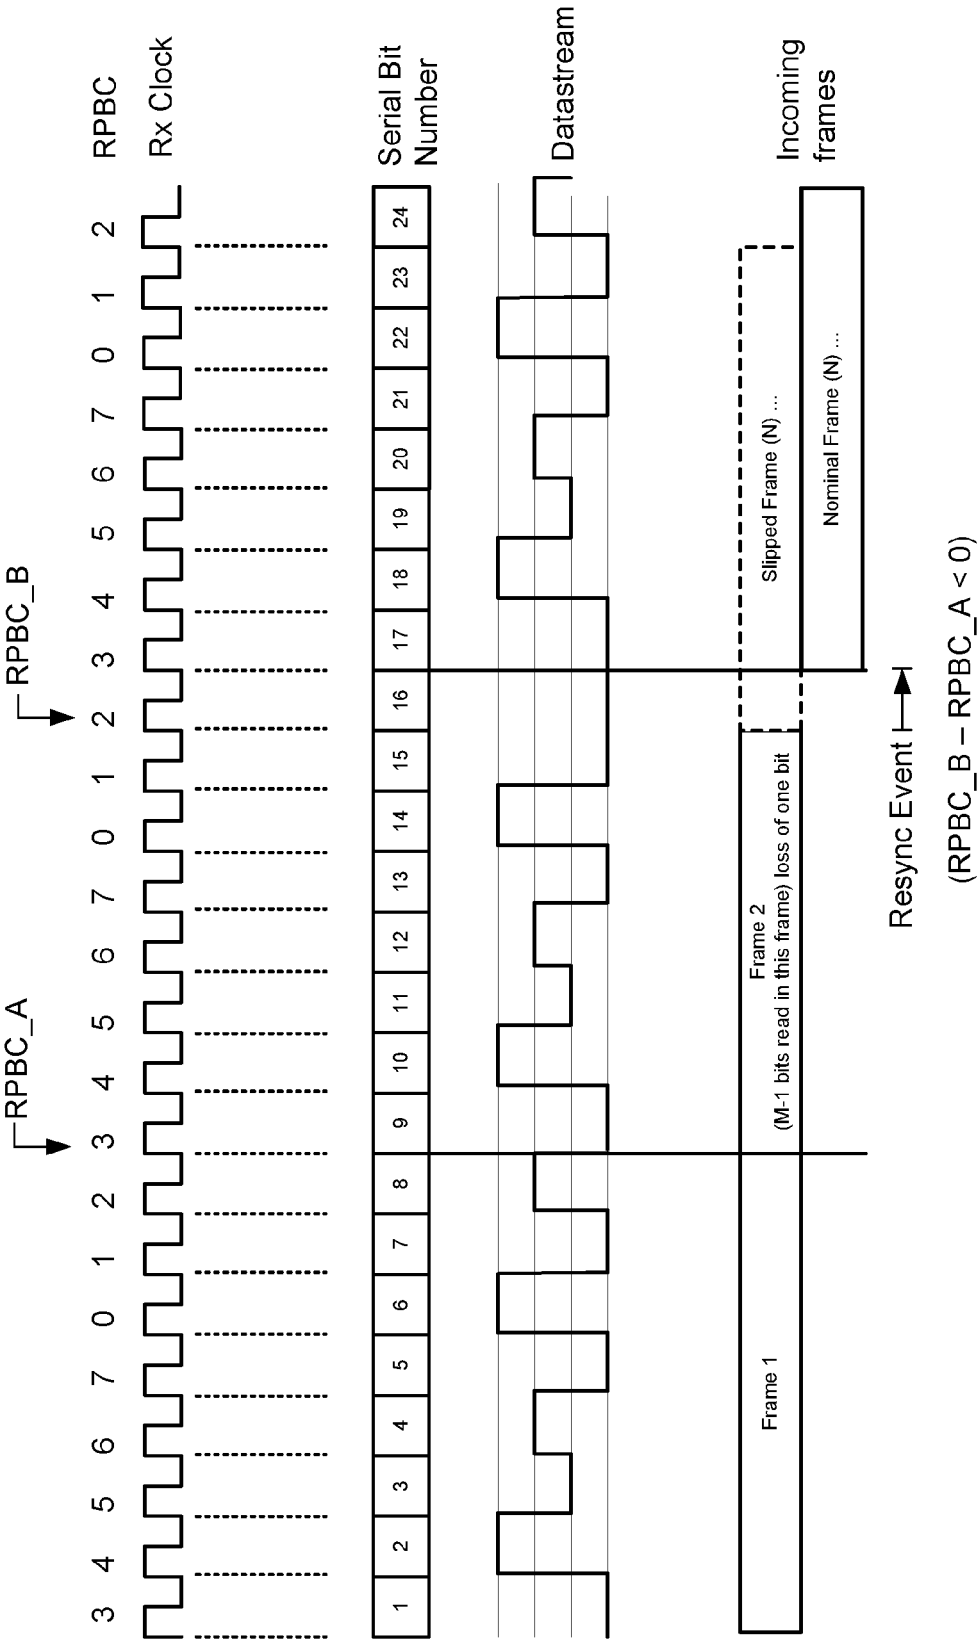 RPBC_A RPBC_B
3 4 5 6 7 0 1 2 3 4 5 6 7 0 1 2 3 4 5 6 7 0 1 2 RPBC
Rx Clock
1 2 3 4 5 6 7 8 9 10 11 12 13 14 15 16 17 18 19 20 21 22 23 24 Serial Bit
Number
Datastream
Frame 1
Frame 2
(M-1 bits read in this frame) loss of one bit
Slipped Frame (N) ...
Nominal Frame (N) ...
Incoming
frames
Resync Event
(RPBC_B – RPBC_A < 0)